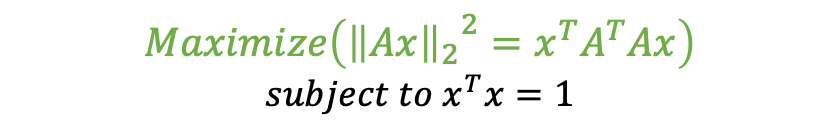 Maximize(‖Ax‖₂² = xᵀAᵀAx)
subject to xᵀx = 1